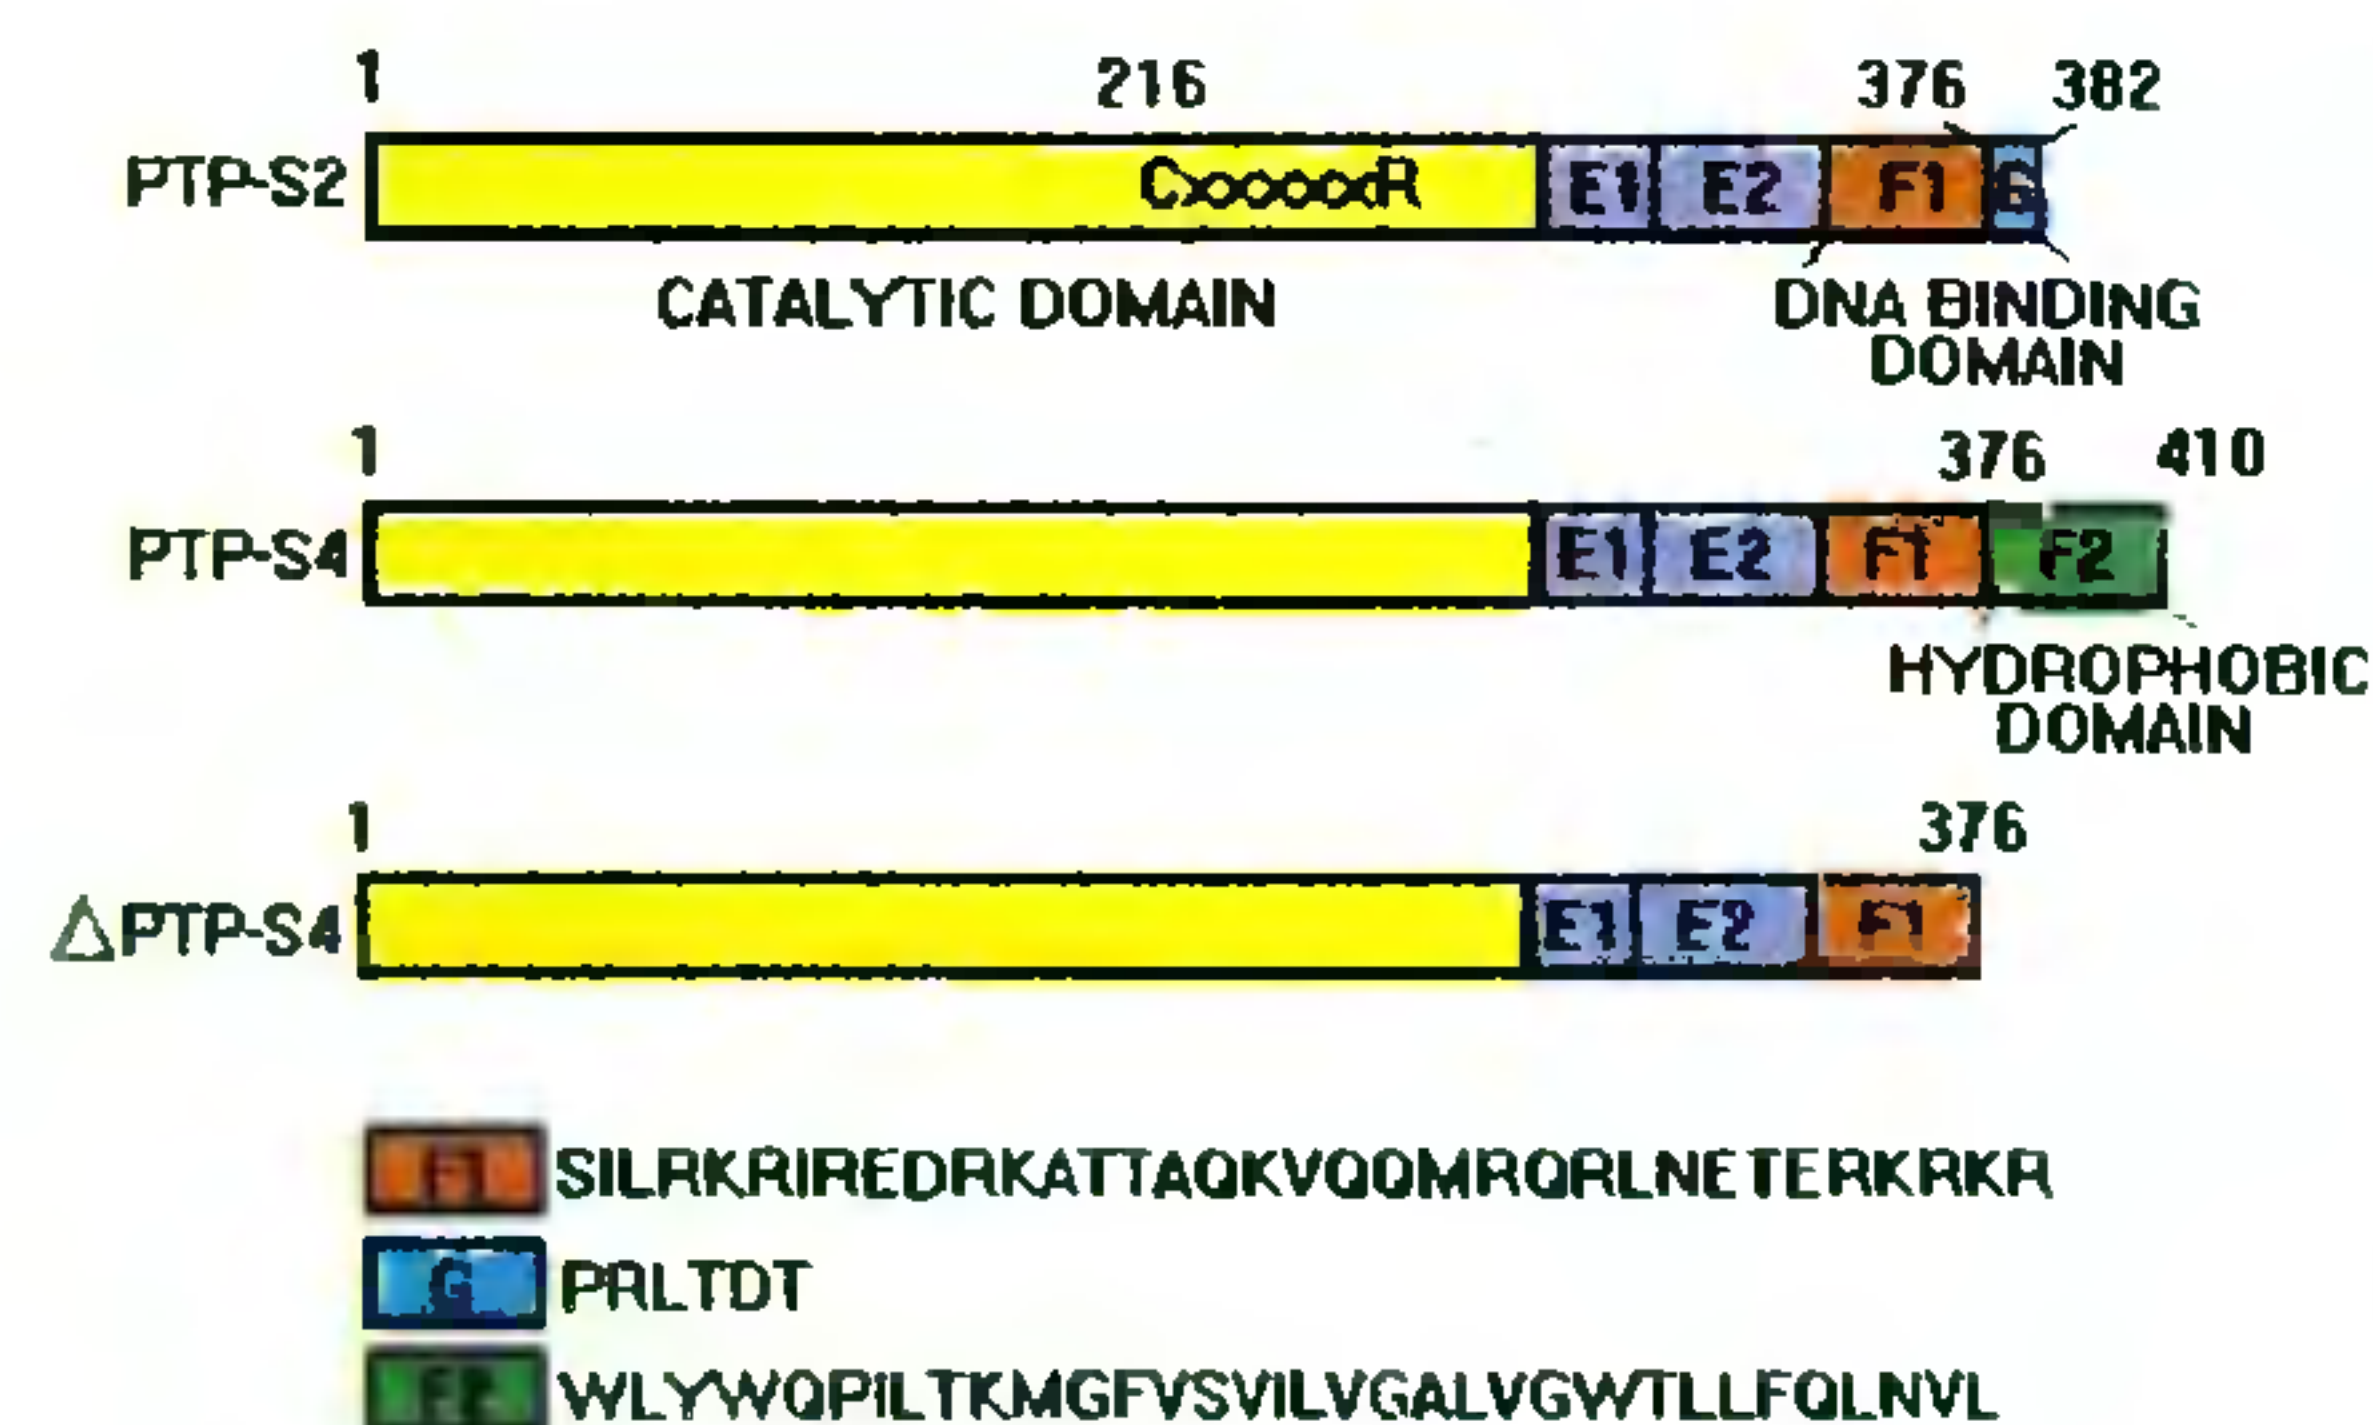 1 216 376 382
PTP-S2 CxxxxxR E1 E2 F1 G
CATALYTIC DOMAIN DNA BINDING
DOMAIN
1 376 410
PTP-S4 E1 E2 F1 F2
HYDROPHOBIC
DOMAIN
1 376
△PTP-S4 E1 E2 F1
F1 SILRKRIREDRKATTAQKVQQMRQRLNETERKRKR
G PRLTDT
F2 WLYWQPILTKMGFVSVILVGALVGWTLLFQLNVL